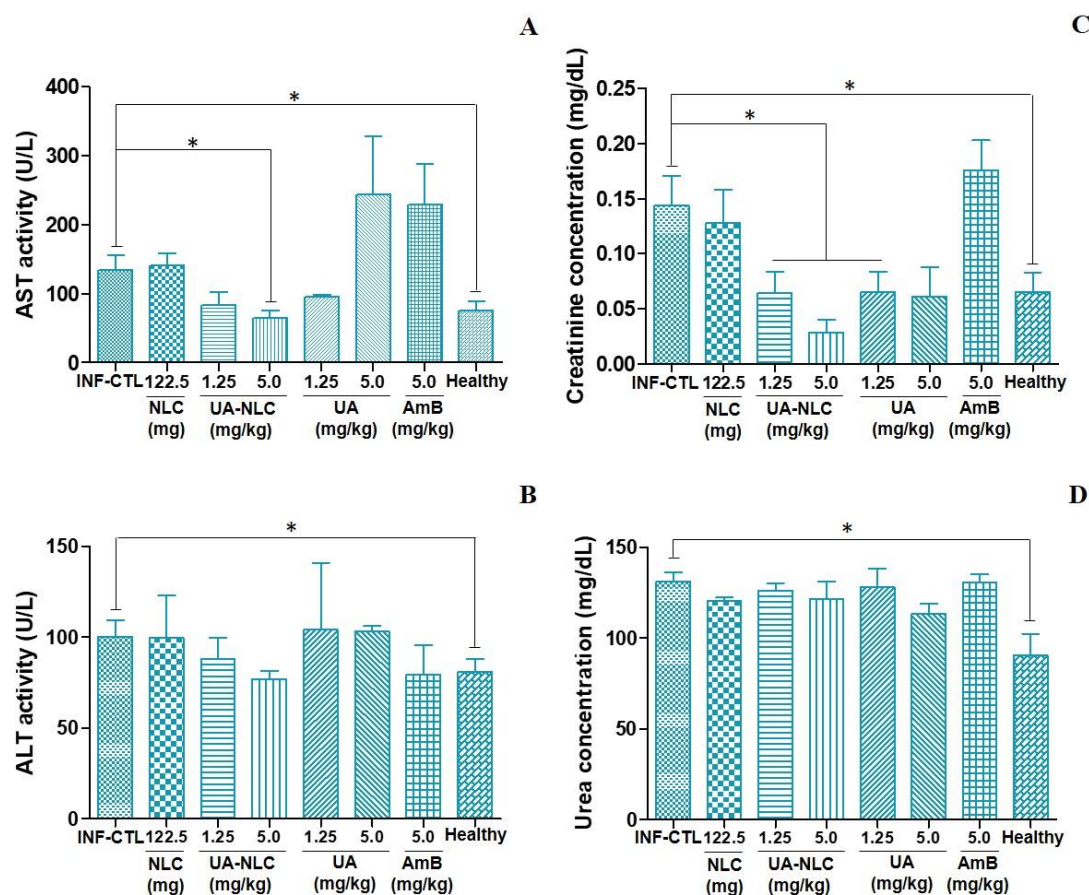 A
AST activity (U/L)
400
300
200
100
0
*
*
INF-CTL 122.5 1.25 5.0 1.25 5.0 5.0 Healthy
NLC UA-NLC UA AmB
(mg) (mg/kg) (mg/kg) (mg/kg)
C
Creatinine concentration (mg/dL)
0.25
0.20
0.15
0.10
0.05
0.00
*
*
INF-CTL 122.5 1.25 5.0 1.25 5.0 5.0 Healthy
NLC UA-NLC UA AmB
(mg) (mg/kg) (mg/kg) (mg/kg)
B
ALT activity (U/L)
150
100
50
0
*
INF-CTL 122.5 1.25 5.0 1.25 5.0 5.0 Healthy
NLC UA-NLC UA AmB
(mg) (mg/kg) (mg/kg) (mg/kg)
D
Urea concentration (mg/dL)
150
100
50
0
*
INF-CTL 122.5 1.25 5.0 1.25 5.0 5.0 Healthy
NLC UA-NLC UA AmB
(mg) (mg/kg) (mg/kg) (mg/kg)